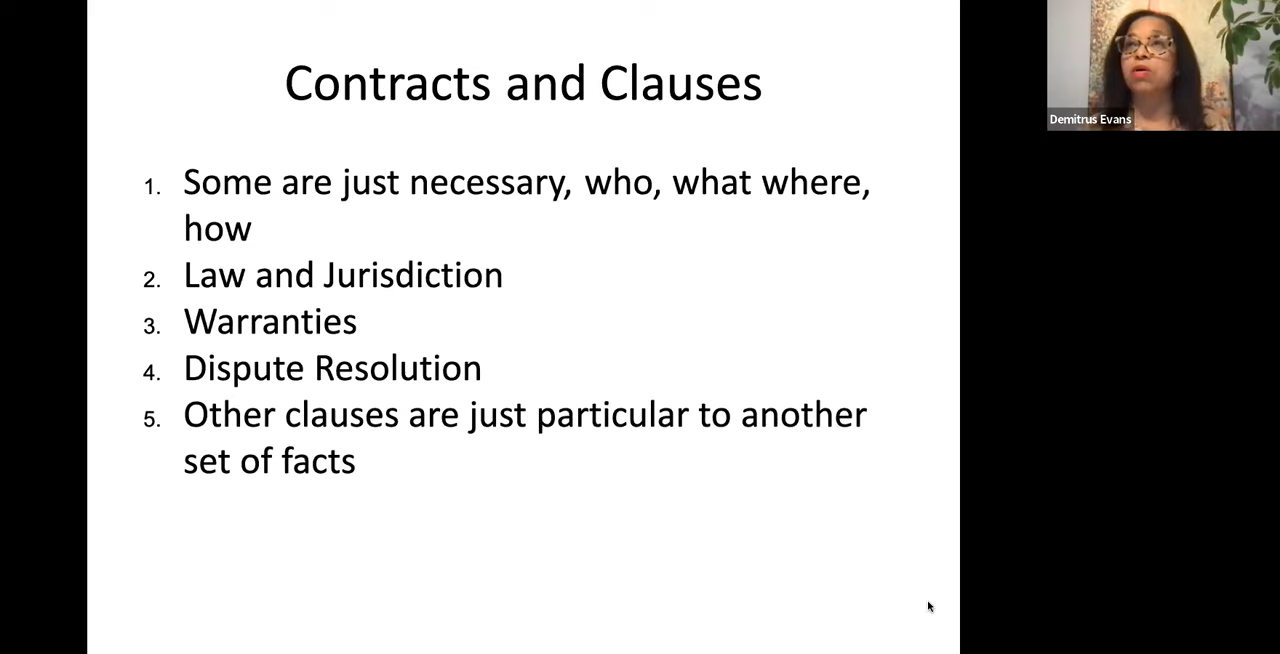 Contracts and Clauses
1. Some are just necessary, who, what where,
how
2. Law and Jurisdiction
3. Warranties
4. Dispute Resolution
5. Other clauses are just particular to another
set of facts
Demitrus Evans